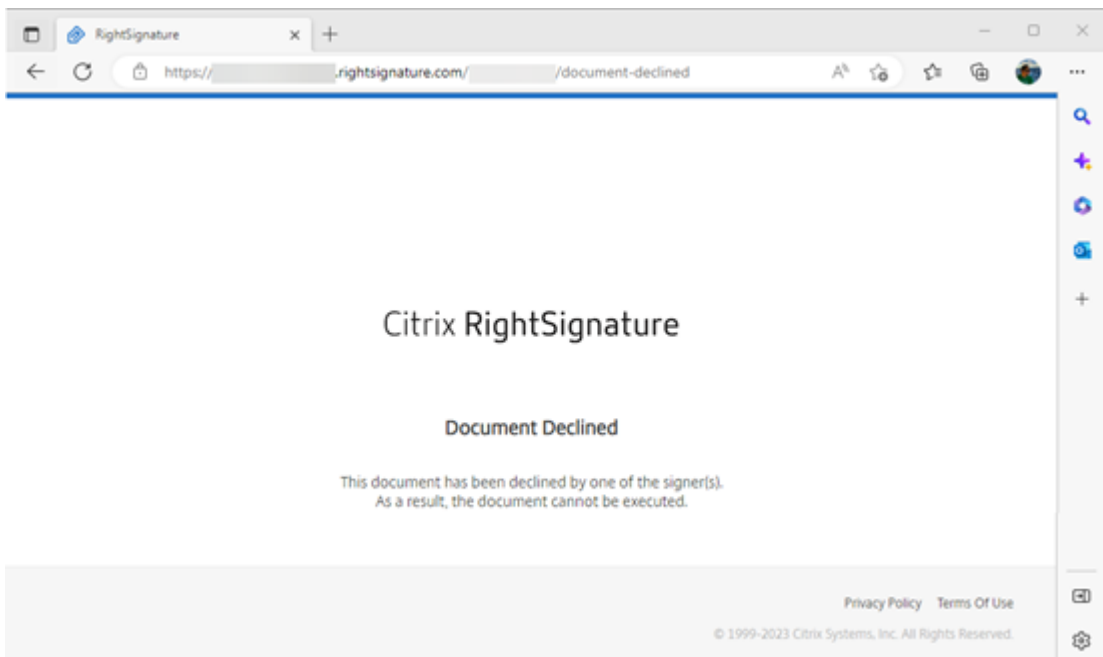 RightSignature
https:// .rightsignature.com/ /document-declined
Citrix RightSignature
Document Declined
This document has been declined by one of the signer(s).
As a result, the document cannot be executed.
Privacy Policy Terms Of Use
© 1999-2023 Citrix Systems, Inc. All Rights Reserved.